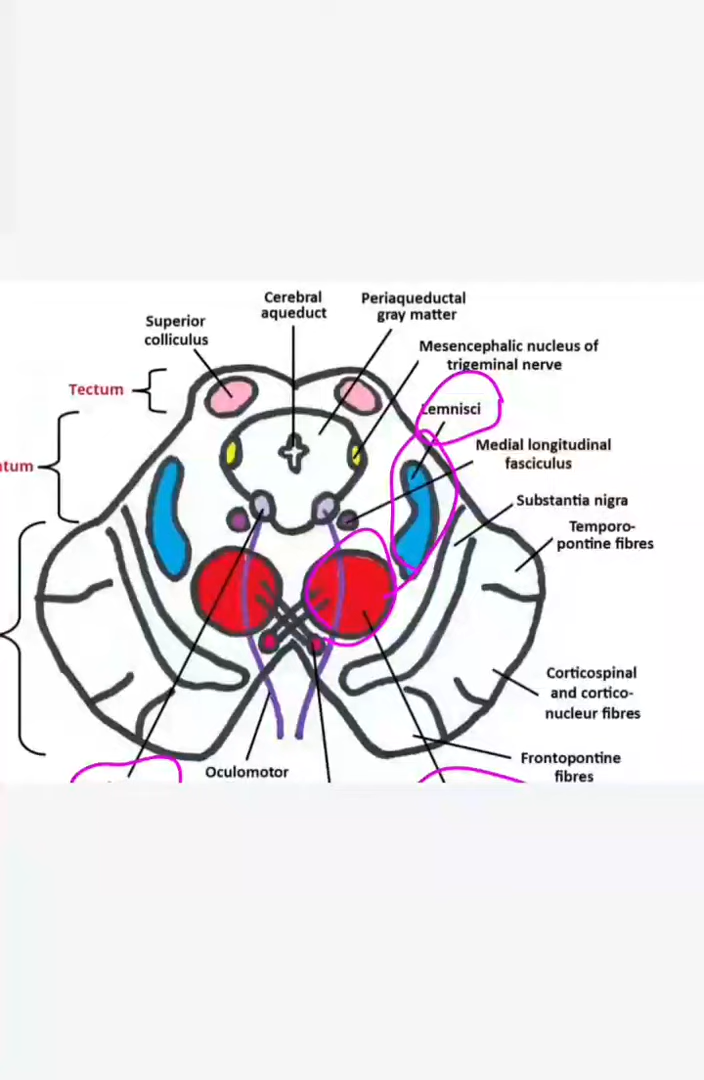 Cerebral
aqueduct
Periaqueductal
gray matter
Superior
colliculus
Mesencephalic nucleus of
trigeminal nerve
Tectum
Lemnisci
Medial longitudinal
fasciculus
tum
Substantia nigra
Temporo-
pontine fibres
Corticospinal
and cortico-
nucleur fibres
Oculomotor
Frontopontine
fibres